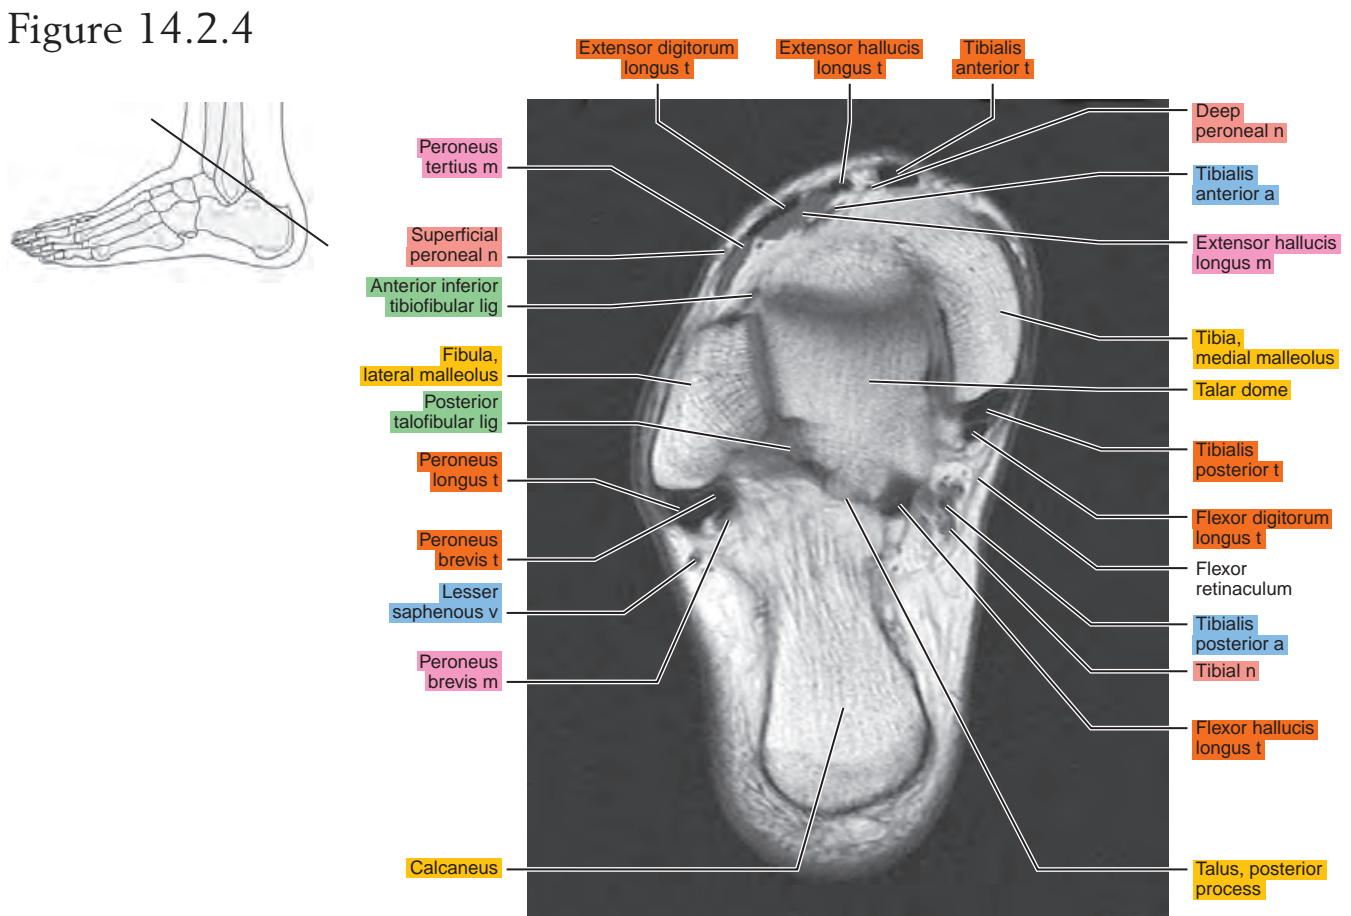 Figure 14.2.4
Extensor digitorum
longus t
Extensor hallucis
longus t
Tibialis
anterior t
Peroneus
tertius m
Superficial
peroneal n
Anterior inferior
tibiofibular lig
Fibula,
lateral malleolus
Posterior
talofibular lig
Peroneus
longus t
Peroneus
brevis t
Lesser
saphenous v
Peroneus
brevis m
Calcaneus
Deep
peroneal n
Tibialis
anterior a
Extensor hallucis
longus m
Tibia,
medial malleolus
Talar dome
Tibialis
posterior t
Flexor digitorum
longus t
Flexor
retinaculum
Tibialis
posterior a
Tibial n
Flexor hallucis
longus t
Talus, posterior
process